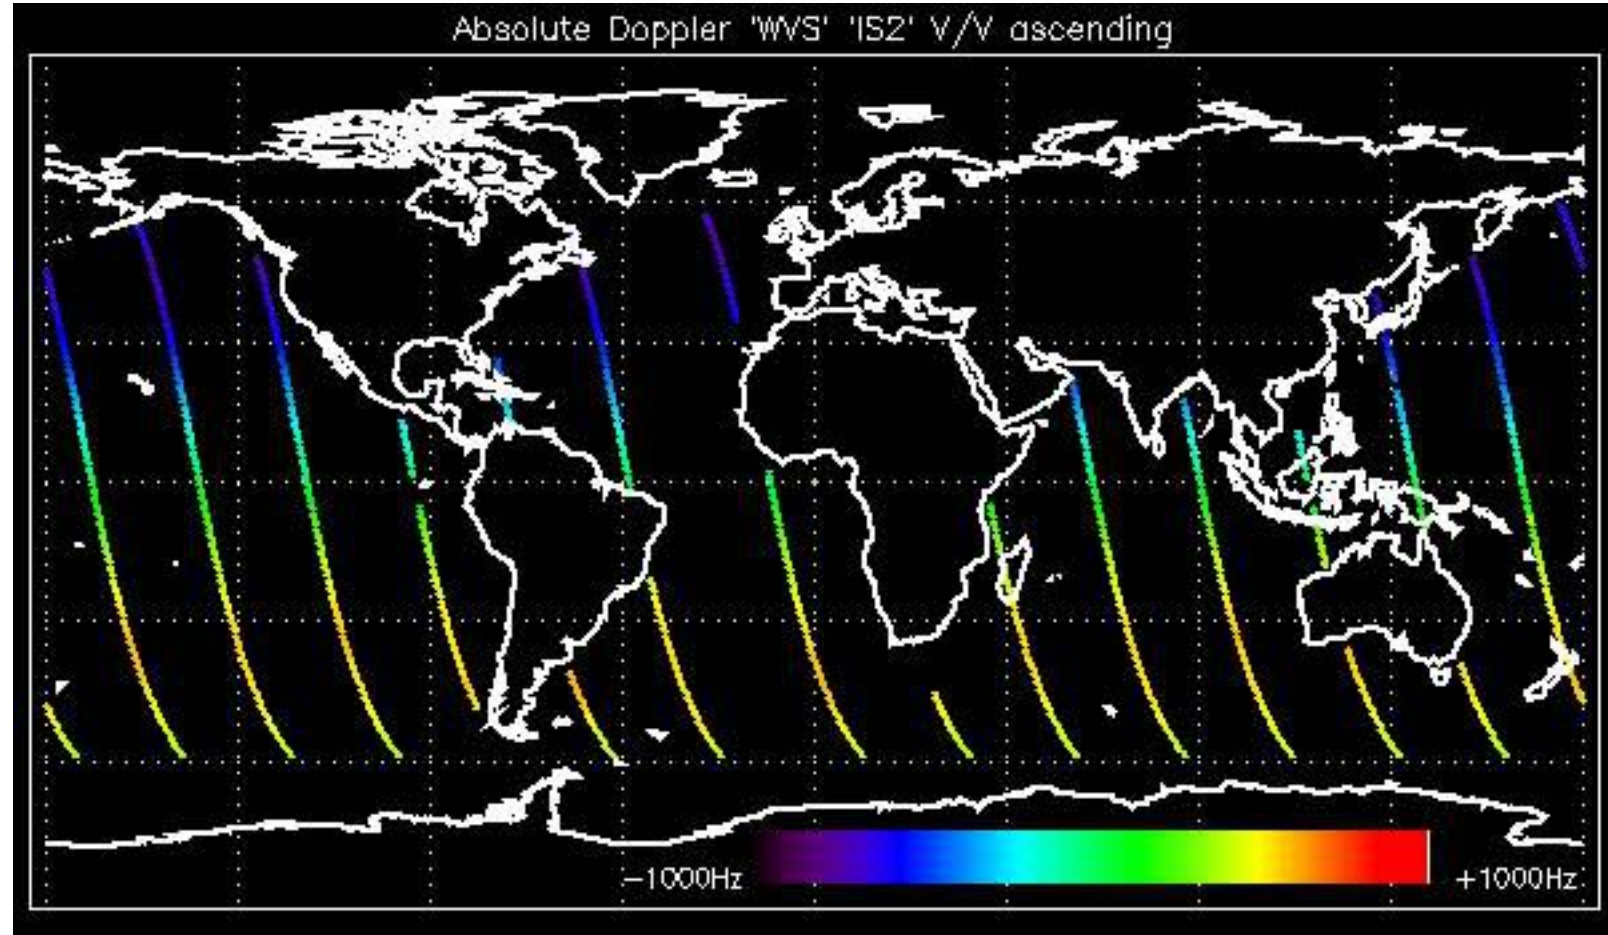 Absolute Doppler 'WVS' 'IS2' V/V ascending
−1000Hz
+1000Hz